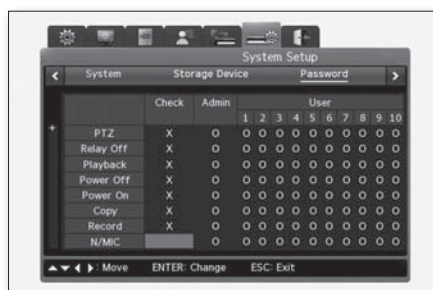 System Setup
System Storage Device Password
Check Admin User
1 2 3 4 5 6 7 8 9 10
PTZ X O O O O O O O O O O O
Relay Off X O O O O O O O O O O O
Playback X O O O O O O O O O O O
Power Off X O O O O O O O O O O O
Power On X O O O O O O O O O O O
Copy X O O O O O O O O O O O
Record X O O O O O O O O O O O
N/MIC O O O O O O O O O O O
: Move ENTER: Change ESC: Exit